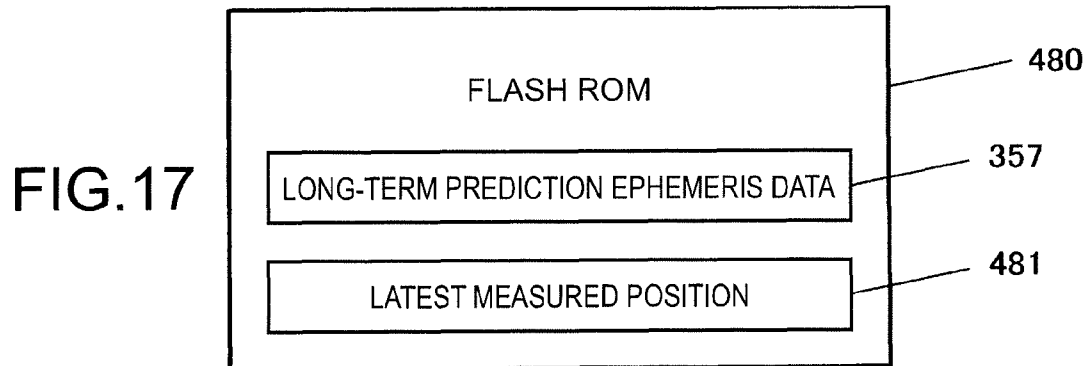 FLASH ROM
480
FIG.17
LONG-TERM PREDICTION EPHEMERIS DATA
357
LATEST MEASURED POSITION
481